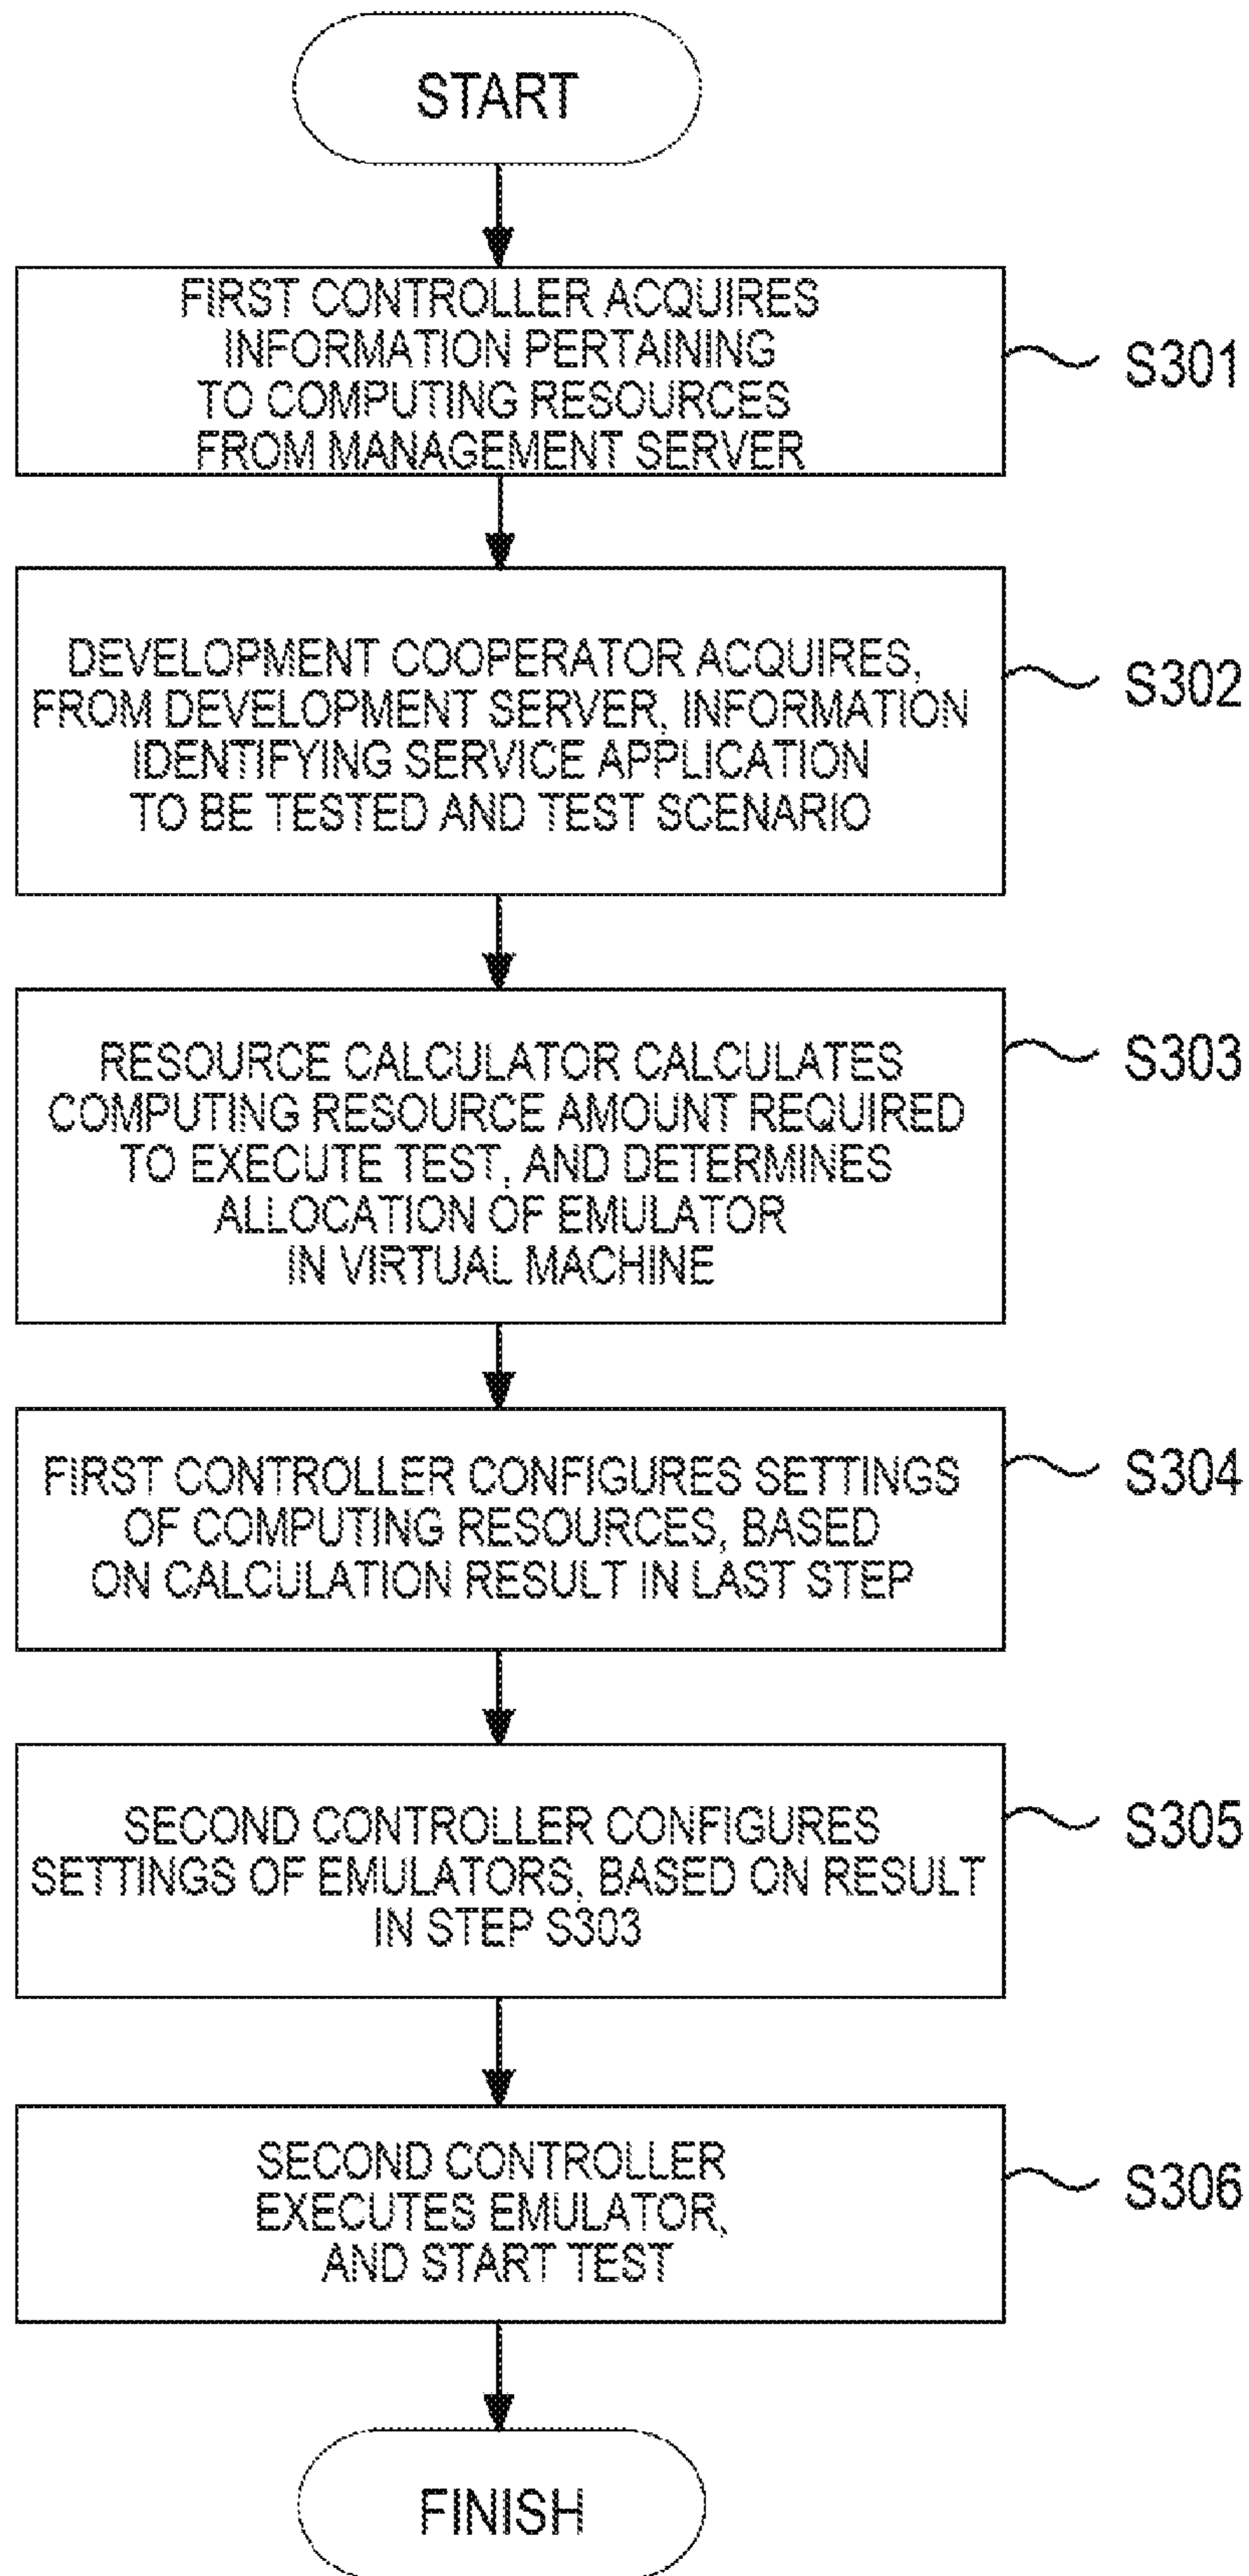 START
FIRST CONTROLLER ACQUIRES
INFORMATION PERTAINING
TO COMPUTING RESOURCES
FROM MANAGEMENT SERVER
S301
DEVELOPMENT COOPERATOR ACQUIRES,
FROM DEVELOPMENT SERVER, INFORMATION
IDENTIFYING SERVICE APPLICATION
TO BE TESTED AND TEST SCENARIO
S302
RESOURCE CALCULATOR CALCULATES
COMPUTING RESOURCE AMOUNT REQUIRED
TO EXECUTE TEST, AND DETERMINES
ALLOCATION OF EMULATOR
IN VIRTUAL MACHINE
S303
FIRST CONTROLLER CONFIGURES SETTINGS
OF COMPUTING RESOURCES, BASED
ON CALCULATION RESULT IN LAST STEP
S304
SECOND CONTROLLER CONFIGURES
SETTINGS OF EMULATORS, BASED ON RESULT
IN STEP S303
S305
SECOND CONTROLLER
EXECUTES EMULATOR,
AND START TEST
S306
FINISH